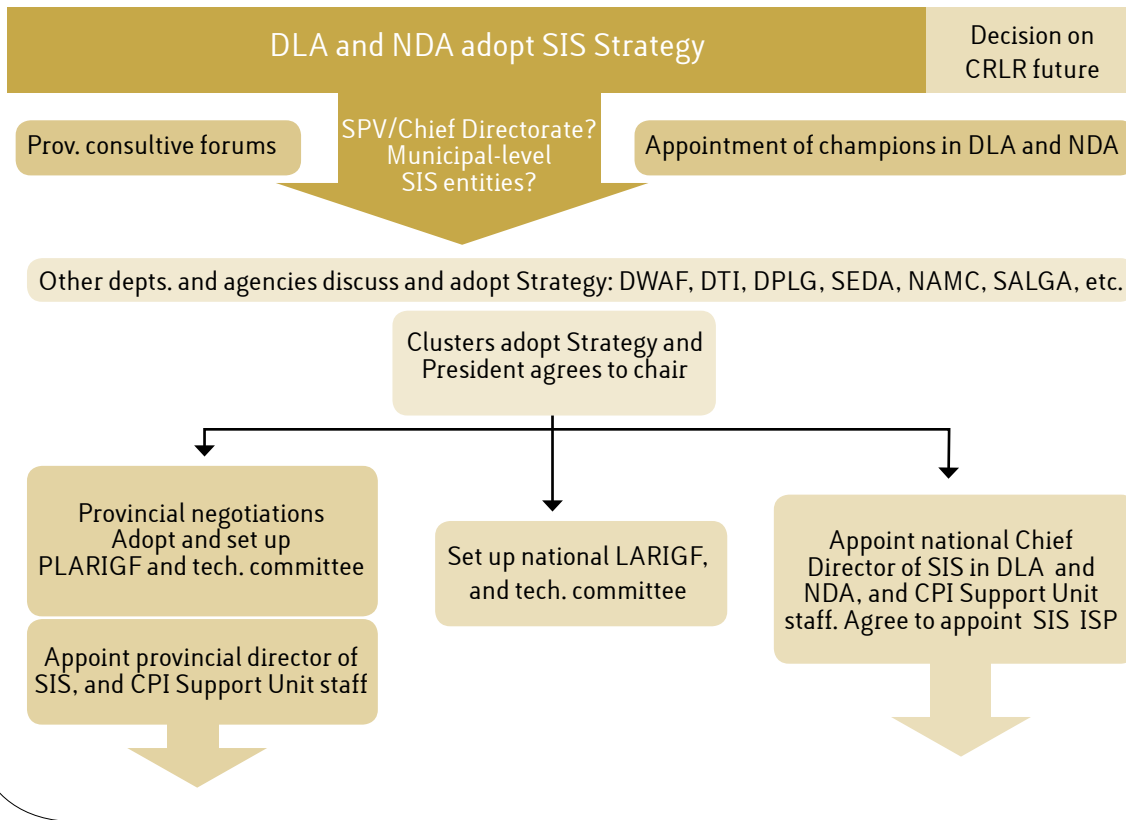 DLA and NDA adopt SIS Strategy
Decision on
CRLR future
Prov. consultive forums
SPV/Chief Directorate?
Municipal-level
SIS entities?
Appointment of champions in DLA and NDA
Other depts. and agencies discuss and adopt Strategy: DWAF, DTI, DPLG, SEDA, NAMC, SALGA, etc.
Clusters adopt Strategy and
President agrees to chair
Provincial negotiations
Adopt and set up
PLARIGF and tech. committee
Appoint provincial director of
SIS, and CPI Support Unit staff
Set up national LARIGF,
and tech. committee
Appoint national Chief
Director of SIS in DLA and
NDA, and CPI Support Unit
staff. Agree to appoint SIS ISP